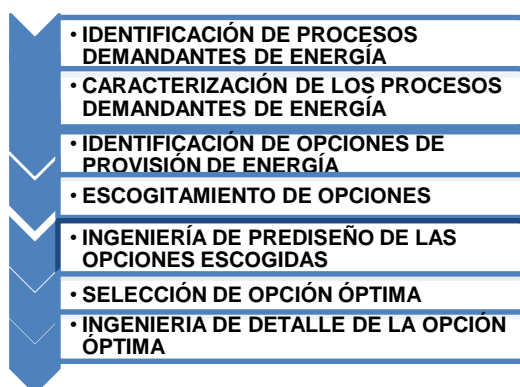 • IDENTIFICACIÓN DE PROCESOS
DEMANDANTES DE ENERGÍA
• CARACTERIZACIÓN DE LOS PROCESOS
DEMANDANTES DE ENERGÍA
• IDENTIFICACIÓN DE OPCIONES DE
PROVISIÓN DE ENERGÍA
• ESCOGITAMIENTO DE OPCIONES
• INGENIERÍA DE PREDISEÑO DE LAS
OPCIONES ESCOGIDAS
• SELECCIÓN DE OPCIÓN ÓPTIMA
• INGENIERIA DE DETALLE DE LA OPCIÓN
ÓPTIMA